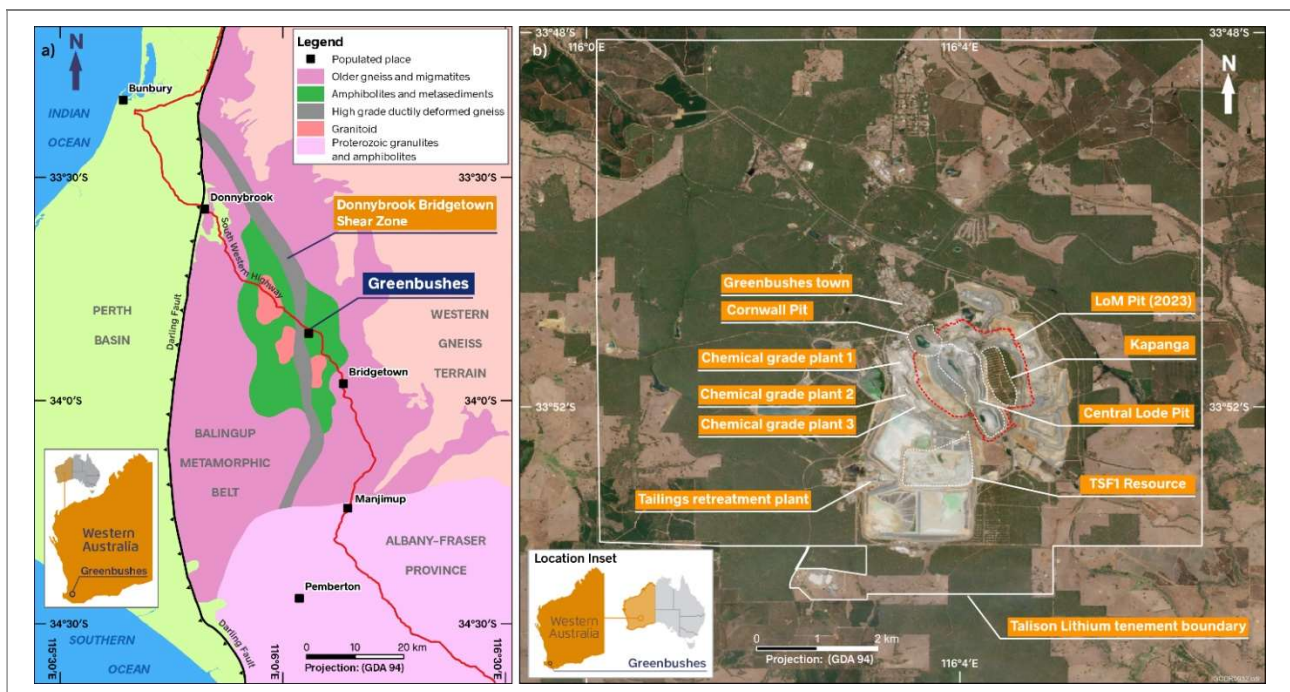 a)
N
Bunbury
INDIAN
OCEAN
33°30'S
Legend
Populated place
Older gneiss and migmatites
Amphibolites and metasediments
High grade ductily deformed gneiss
Granitoid
Proterozoic granulites
and amphibolites
33°30'S
Donnybrook
Donnybrook Bridgetown
Shear Zone
South Western Highway
Greenbushes
PERTH
BASIN
Darling Fault
WESTERN
GNEISS
TERRAIN
Bridgetown
34°0'S
34°0'S
BALINGUP
METAMORPHIC
BELT
Manjimup
Western
Australia
Greenbushes
ALBANY–FRASER
PROVINCE
Pemberton
34°30'S
34°30'S
SOUTHERN
OCEAN
Darling Fault
0 10 20 km
Projection: (GDA 94)
115°30'E
116°0'E
116°30'E
b)
33°48'S
116°0'E
116°4'E
33°48'S
N
Greenbushes town
Cornwall Pit
LoM Pit (2023)
Kapanga
Chemical grade plant 1
Chemical grade plant 2
Chemical grade plant 3
33°52'S
33°52'S
Central Lode Pit
Tailings retreatment plant
TSF1 Resource
Location Inset
Western
Australia
Greenbushes
0 1 2 km
Projection: (GDA 94)
Talison Lithium tenement boundary
116°4'E